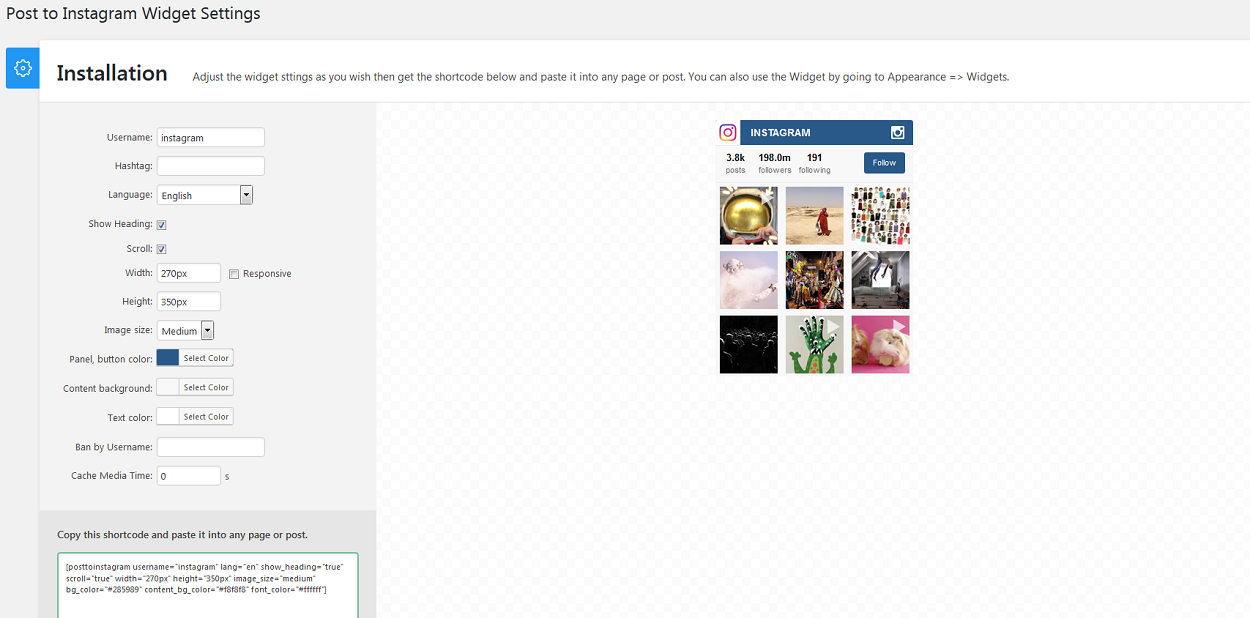 Post to Instagram Widget Settings
Installation
Adjust the widget sttings as you wish then get the shortcode below and paste it into any page or post. You can also use the Widget by going to Appearance => Widgets.
Username: instagram
Hashtag:
Language: English
Show Heading:
Scroll:
Width: 270px Responsive
Height: 350px
Image size: Medium
Panel, button color: Select Color
Content background: Select Color
Text color: Select Color
Ban by Username:
Cache Media Time: 0 s
Copy this shortcode and paste it into any page or post.
[posttoinstagram username="instagram" lang="en" show_heading="true"
scroll="true" width="270px" height="350px" image_size="medium"
bg_color="#285989" content_bg_color="#f8f8f8" font_color="#ffffff"]
INSTAGRAM
3.8k 198.0m 191
posts followers following
Follow